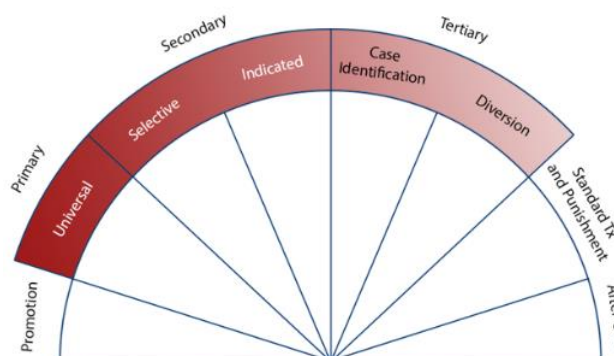 Secondary
Tertiary
Primary
Universal
Selective
Indicated
Case
Identification
Diversion
Promotion
Standard Tx
and Punishment